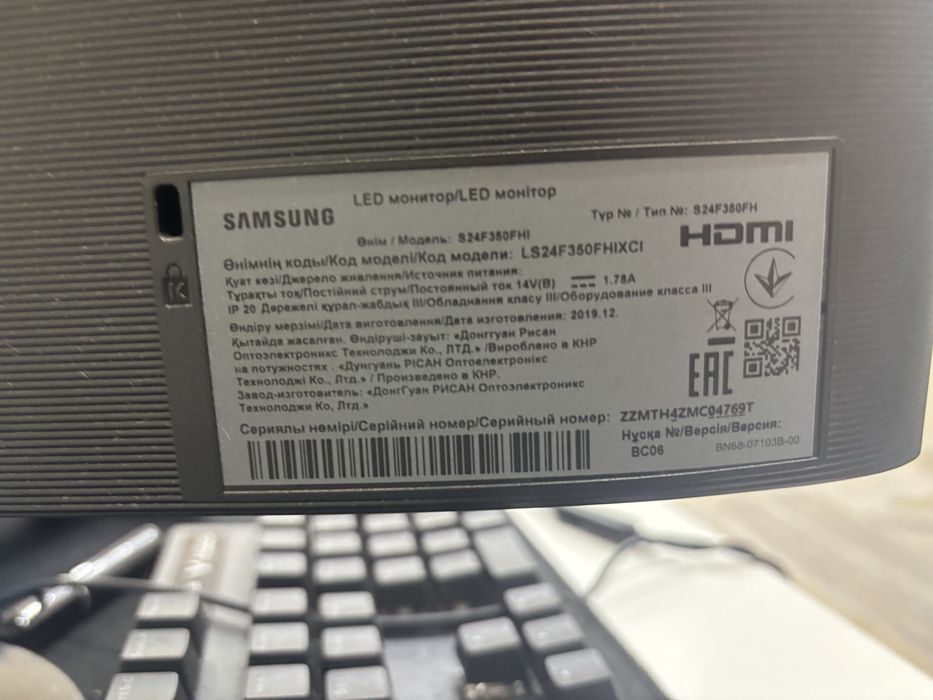 LED монитор/LED монітор
SAMSUNG
Үлгі № / Тип №: S24F350FH
Өнім / Модель: S24F350FHI
HDMI
Өнімнің коды/Код моделі/Код модели: LS24F350FHIXCI
Қуат көзі/Джерело живлення/Источник питания:
Тұрақты ток/Постійний струм/Постоянный ток 14V(В) 1.78A
IP 20 Дәрежелі құрал-жабдық III/Обладнання класу III/Оборудование класса III
Өндіру мерзімі/Дата виготовлення/Дата изготовления: 2019.12.
Қытайда жасалған. Өндіруші-зауыт: «Донггуан Рисан
Оптоэлектроникс Технолоджи Ко., ЛТД.» /Вироблено в КНР
на потужностях . «Дунгуань РІСАН Оптоелектронікс
Технолоджі Ко., Лтд.» / Произведено в КНР.
Завод-изготовитель: «ДонгГуан РИСАН Оптоэлектроникс
Технолоджи Ко, Лтд.»
EAC
Сериялы нөмірі/Серійний номер/Серийный номер: ZZMTH4ZMC04769T
Нұсқа №/Версія/Версия:
BC06
BN68-07103B-00